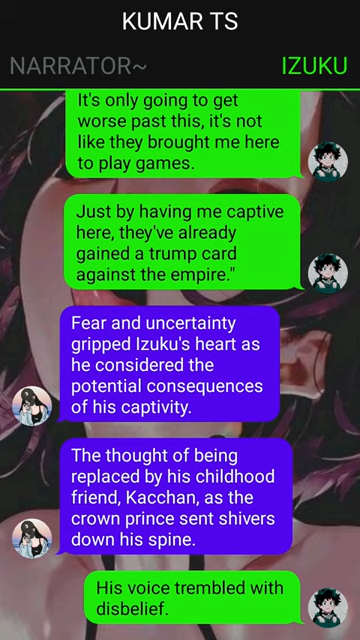 KUMAR TS
NARRATOR~
IZUKU
It's only going to get
worse past this, it's not
like they brought me here
to play games.
Just by having me captive
here, they've already
gained a trump card
against the empire."
Fear and uncertainty
gripped Izuku's heart as
he considered the
potential consequences
of his captivity.
The thought of being
replaced by his childhood
friend, Kacchan, as the
crown prince sent shivers
down his spine.
His voice trembled with
disbelief.